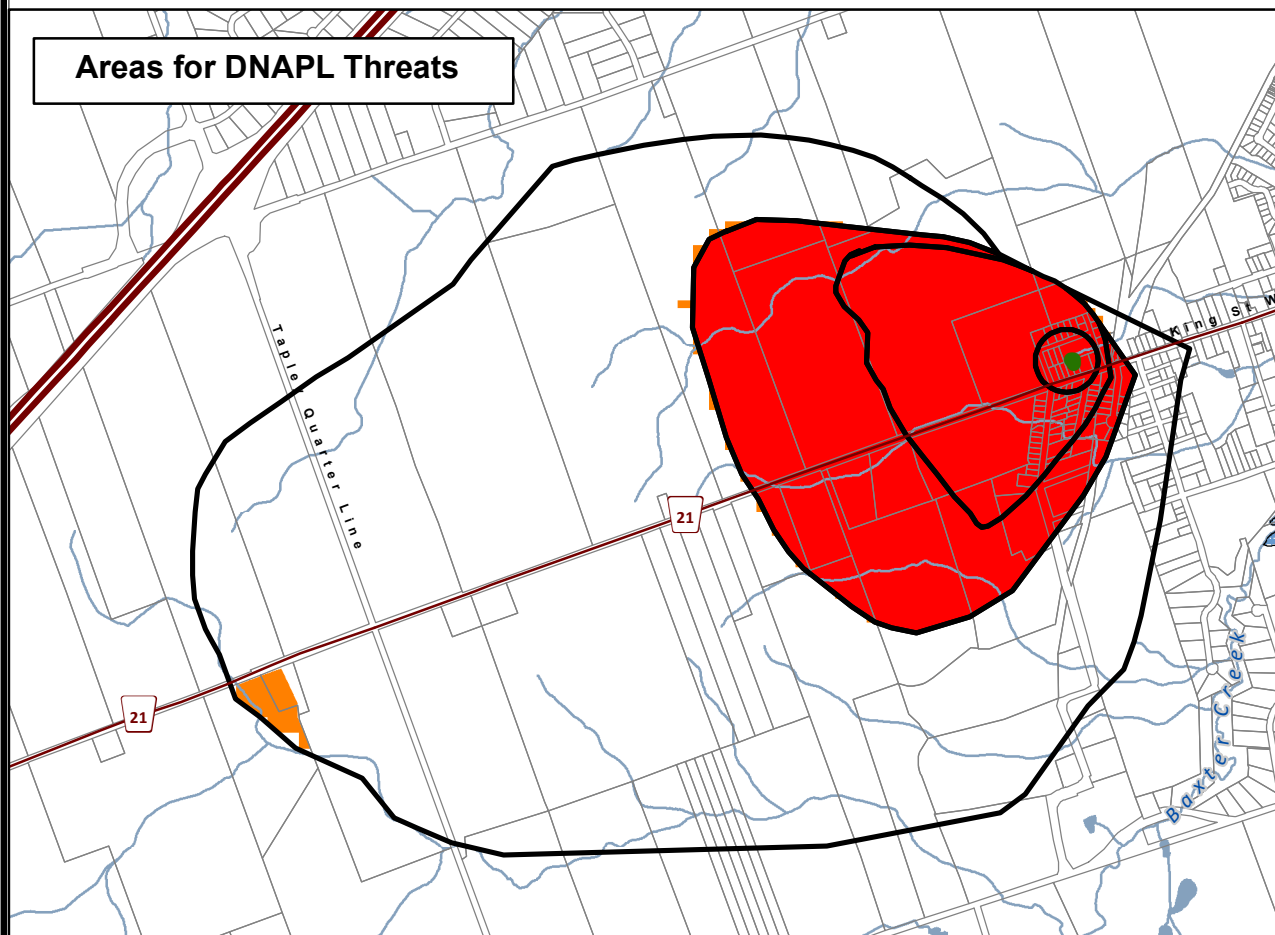 Areas for DNAPL Threats
King St W
Tapley Quarter Line
21
21
Baxter Creek